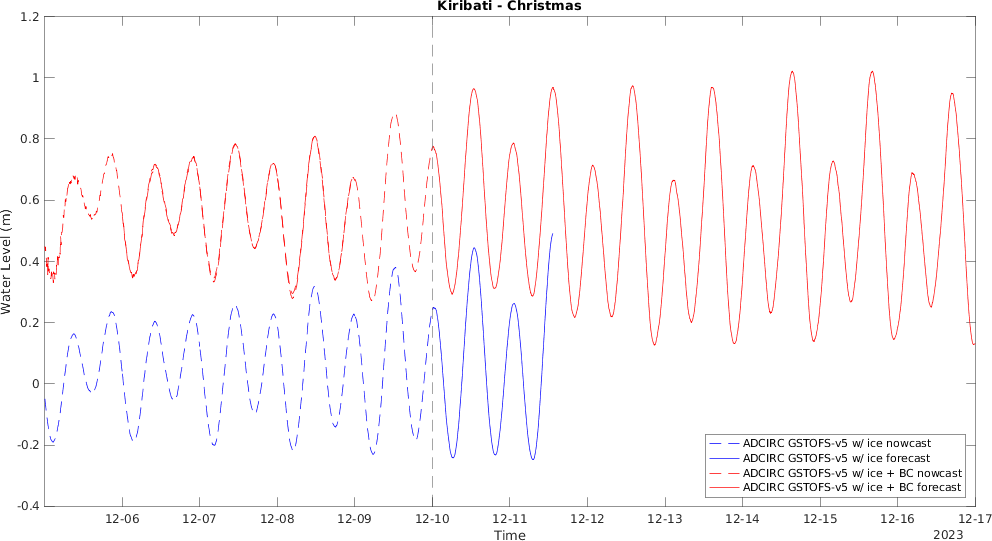 Kiribati - Christmas
1.2
1
0.8
0.6
0.4
0.2
0
-0.2
-0.4
Water Level (m)
12-06 12-07 12-08 12-09 12-10 12-11 12-12 12-13 12-14 12-15 12-16 12-17
Time
2023
ADCIRC GSTOFS-v5 w/ ice nowcast
ADCIRC GSTOFS-v5 w/ ice forecast
ADCIRC GSTOFS-v5 w/ ice + BC nowcast
ADCIRC GSTOFS-v5 w/ ice + BC forecast